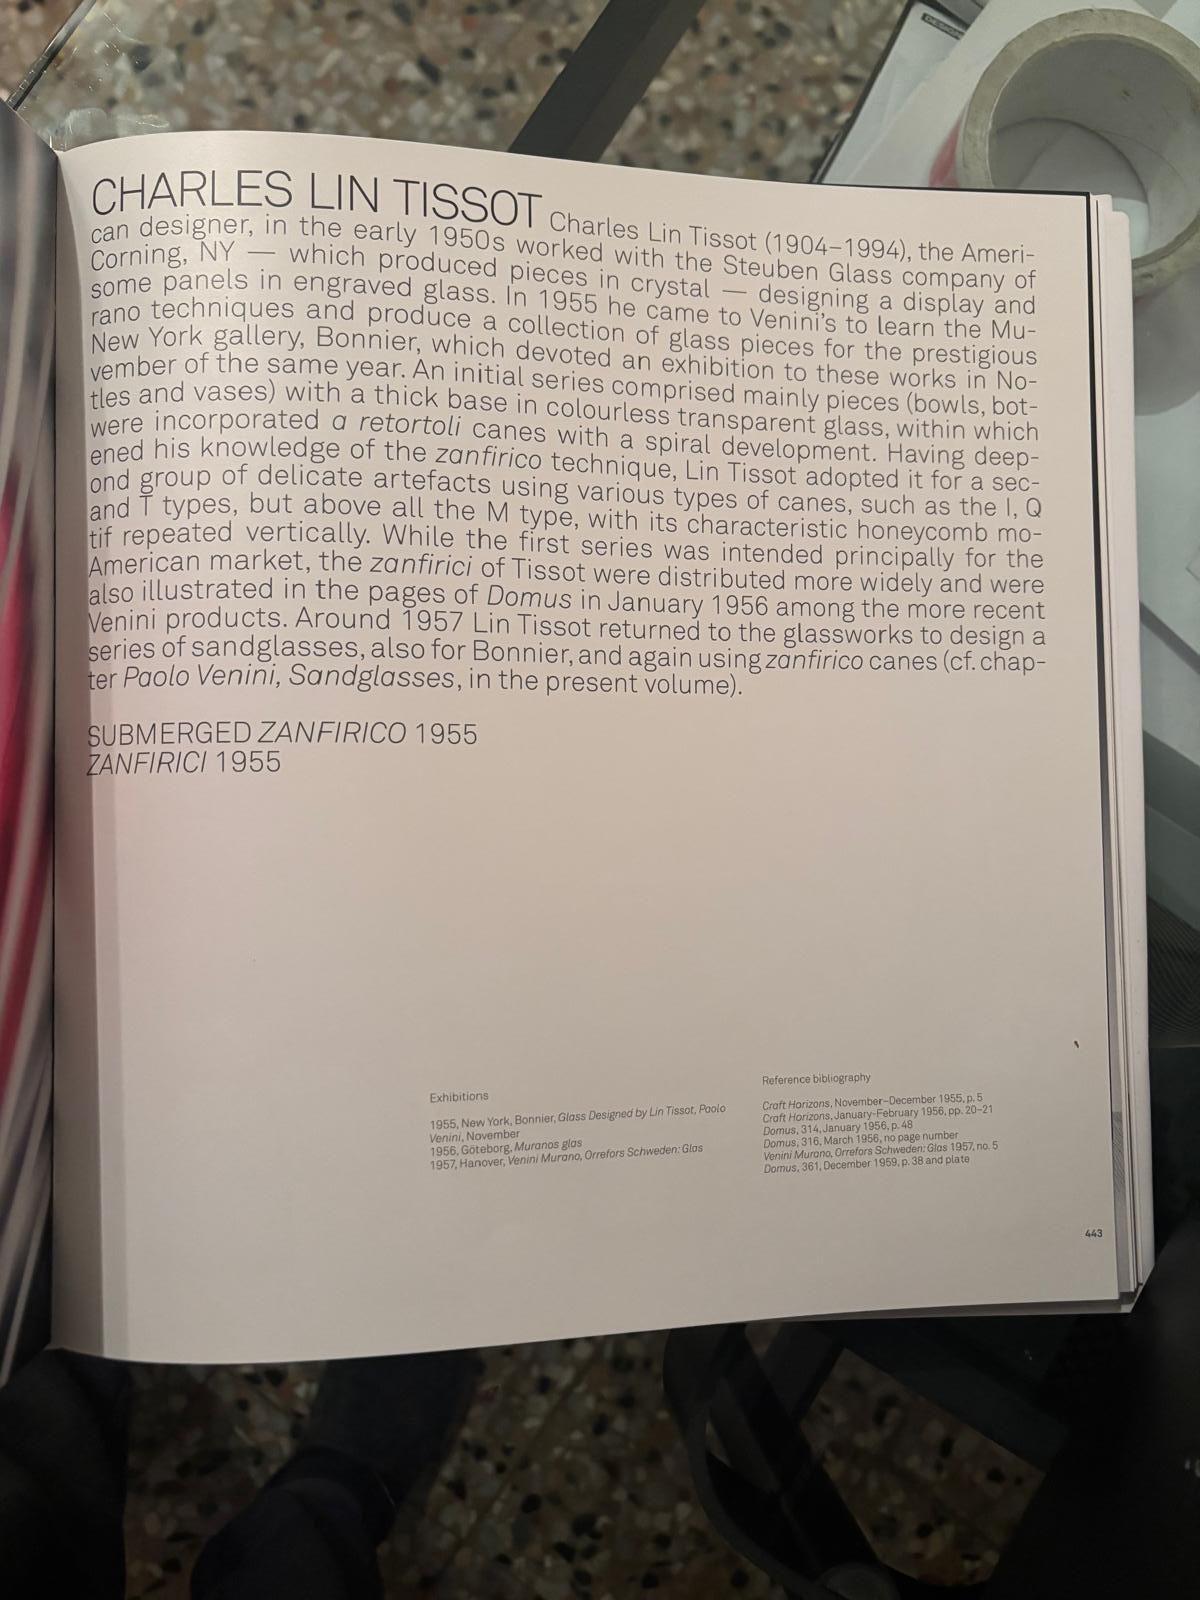 CHARLES LIN TISSOT Charles Lin Tissot (1904–1994), the Ameri-
can designer, in the early 1950s worked with the Steuben Glass company of
Corning, NY — which produced pieces in crystal — designing a display and
some panels in engraved glass. In 1955 he came to Venini's to learn the Mu-
rano techniques and produce a collection of glass pieces for the prestigious
New York gallery, Bonnier, which devoted an exhibition to these works in No-
vember of the same year. An initial series comprised mainly pieces (bowls, bot-
tles and vases) with a thick base in colourless transparent glass, within which
were incorporated a retortoli canes with a spiral development. Having deep-
ened his knowledge of the zanfirico technique, Lin Tissot adopted it for a sec-
ond group of delicate artefacts using various types of canes, such as the I, Q
and T types, but above all the M type, with its characteristic honeycomb mo-
tif repeated vertically. While the first series was intended principally for the
American market, the zanfirici of Tissot were distributed more widely and were
also illustrated in the pages of Domus in January 1956 among the more recent
Venini products. Around 1957 Lin Tissot returned to the glassworks to design a
series of sandglasses, also for Bonnier, and again using zanfirico canes (cf. chap-
ter Paolo Venini, Sandglasses, in the present volume).
SUBMERGED ZANFIRICO 1955
ZANFIRICI 1955
Exhibitions
1955, New York, Bonnier, Glass Designed by Lin Tissot, Paolo
Venini, November
1956, Göteborg, Muranos glas
1957, Hanover, Venini Murano, Orrefors Schweden: Glas
Reference bibliography
Craft Horizons, November–December 1955, p. 5
Craft Horizons, January-February 1956, pp. 20–21
Domus, 314, January 1956, p. 48
Domus, 316, March 1956, no page number
Venini Murano, Orrefors Schweden: Glas 1957, no. 5
Domus, 361, December 1959, p. 38 and plate
443